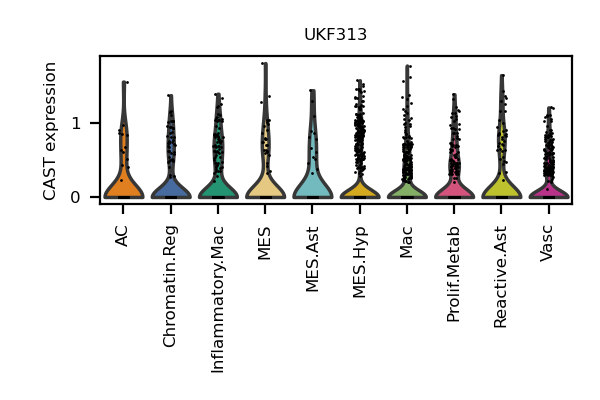 UKF313
CAST expression
1
0
AC
Chromatin.Reg
Inflammatory.Mac
MES
MES.Ast
MES.Hyp
Mac
Prolif.Metab
Reactive.Ast
Vasc